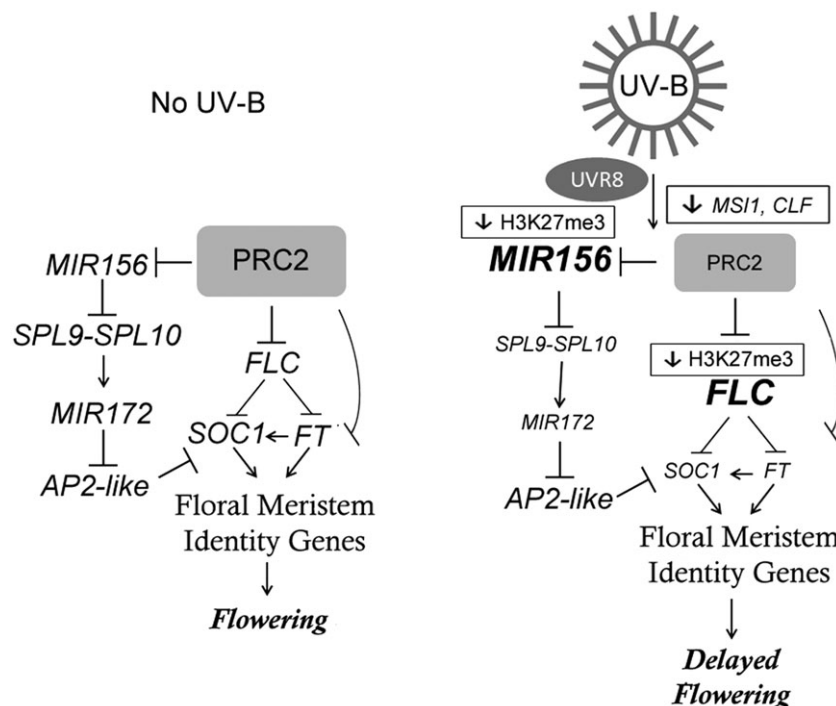 No UV-B
MIR156
PRC2
SPL9-SPL10
FLC
MIR172
SOC1
FT
AP2-like
Floral Meristem
Identity Genes
Flowering
UV-B
UVR8
↓ MSI1, CLF
↓ H3K27me3
MIR156
PRC2
SPL9-SPL10
↓ H3K27me3
FLC
MIR172
SOC1
FT
AP2-like
Floral Meristem
Identity Genes
Delayed
Flowering